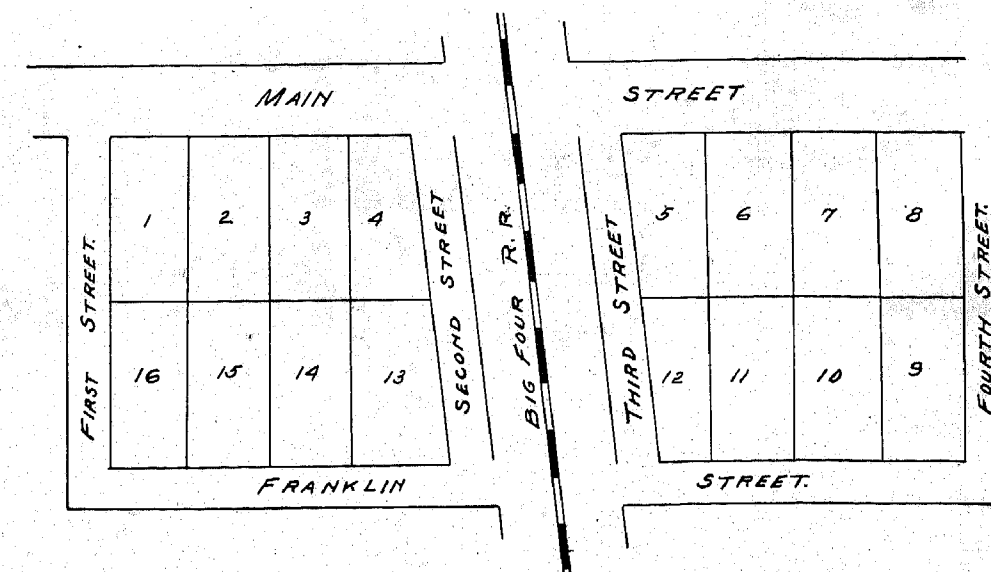 MAIN STREET
1 2 3 4 5 6 7 8
FIRST STREET.
SECOND STREET
BIG FOUR R.R.
THIRD STREET
FOURTH STREET.
16 15 14 13 12 11 10 9
FRANKLIN STREET.